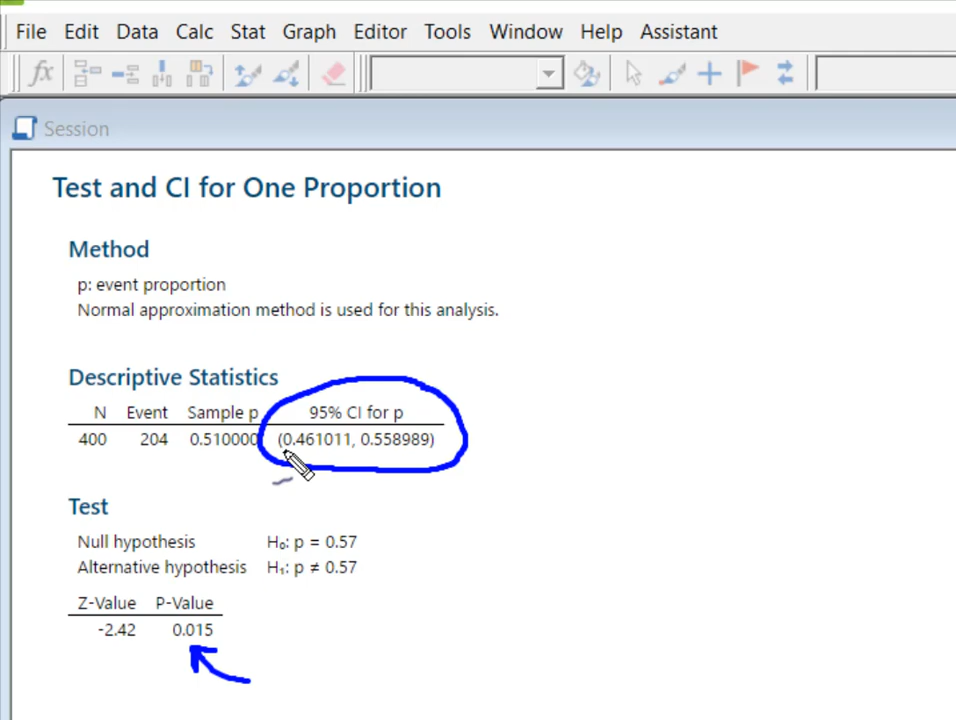 File Edit Data Calc Stat Graph Editor Tools Window Help Assistant
fx
Session
Test and CI for One Proportion
Method
p: event proportion
Normal approximation method is used for this analysis.
Descriptive Statistics
N Event Sample p 95% CI for p
400 204 0.510000 (0.461011, 0.558989)
Test
Null hypothesis H₀: p = 0.57
Alternative hypothesis H₁: p ≠ 0.57
Z-Value P-Value
-2.42 0.015